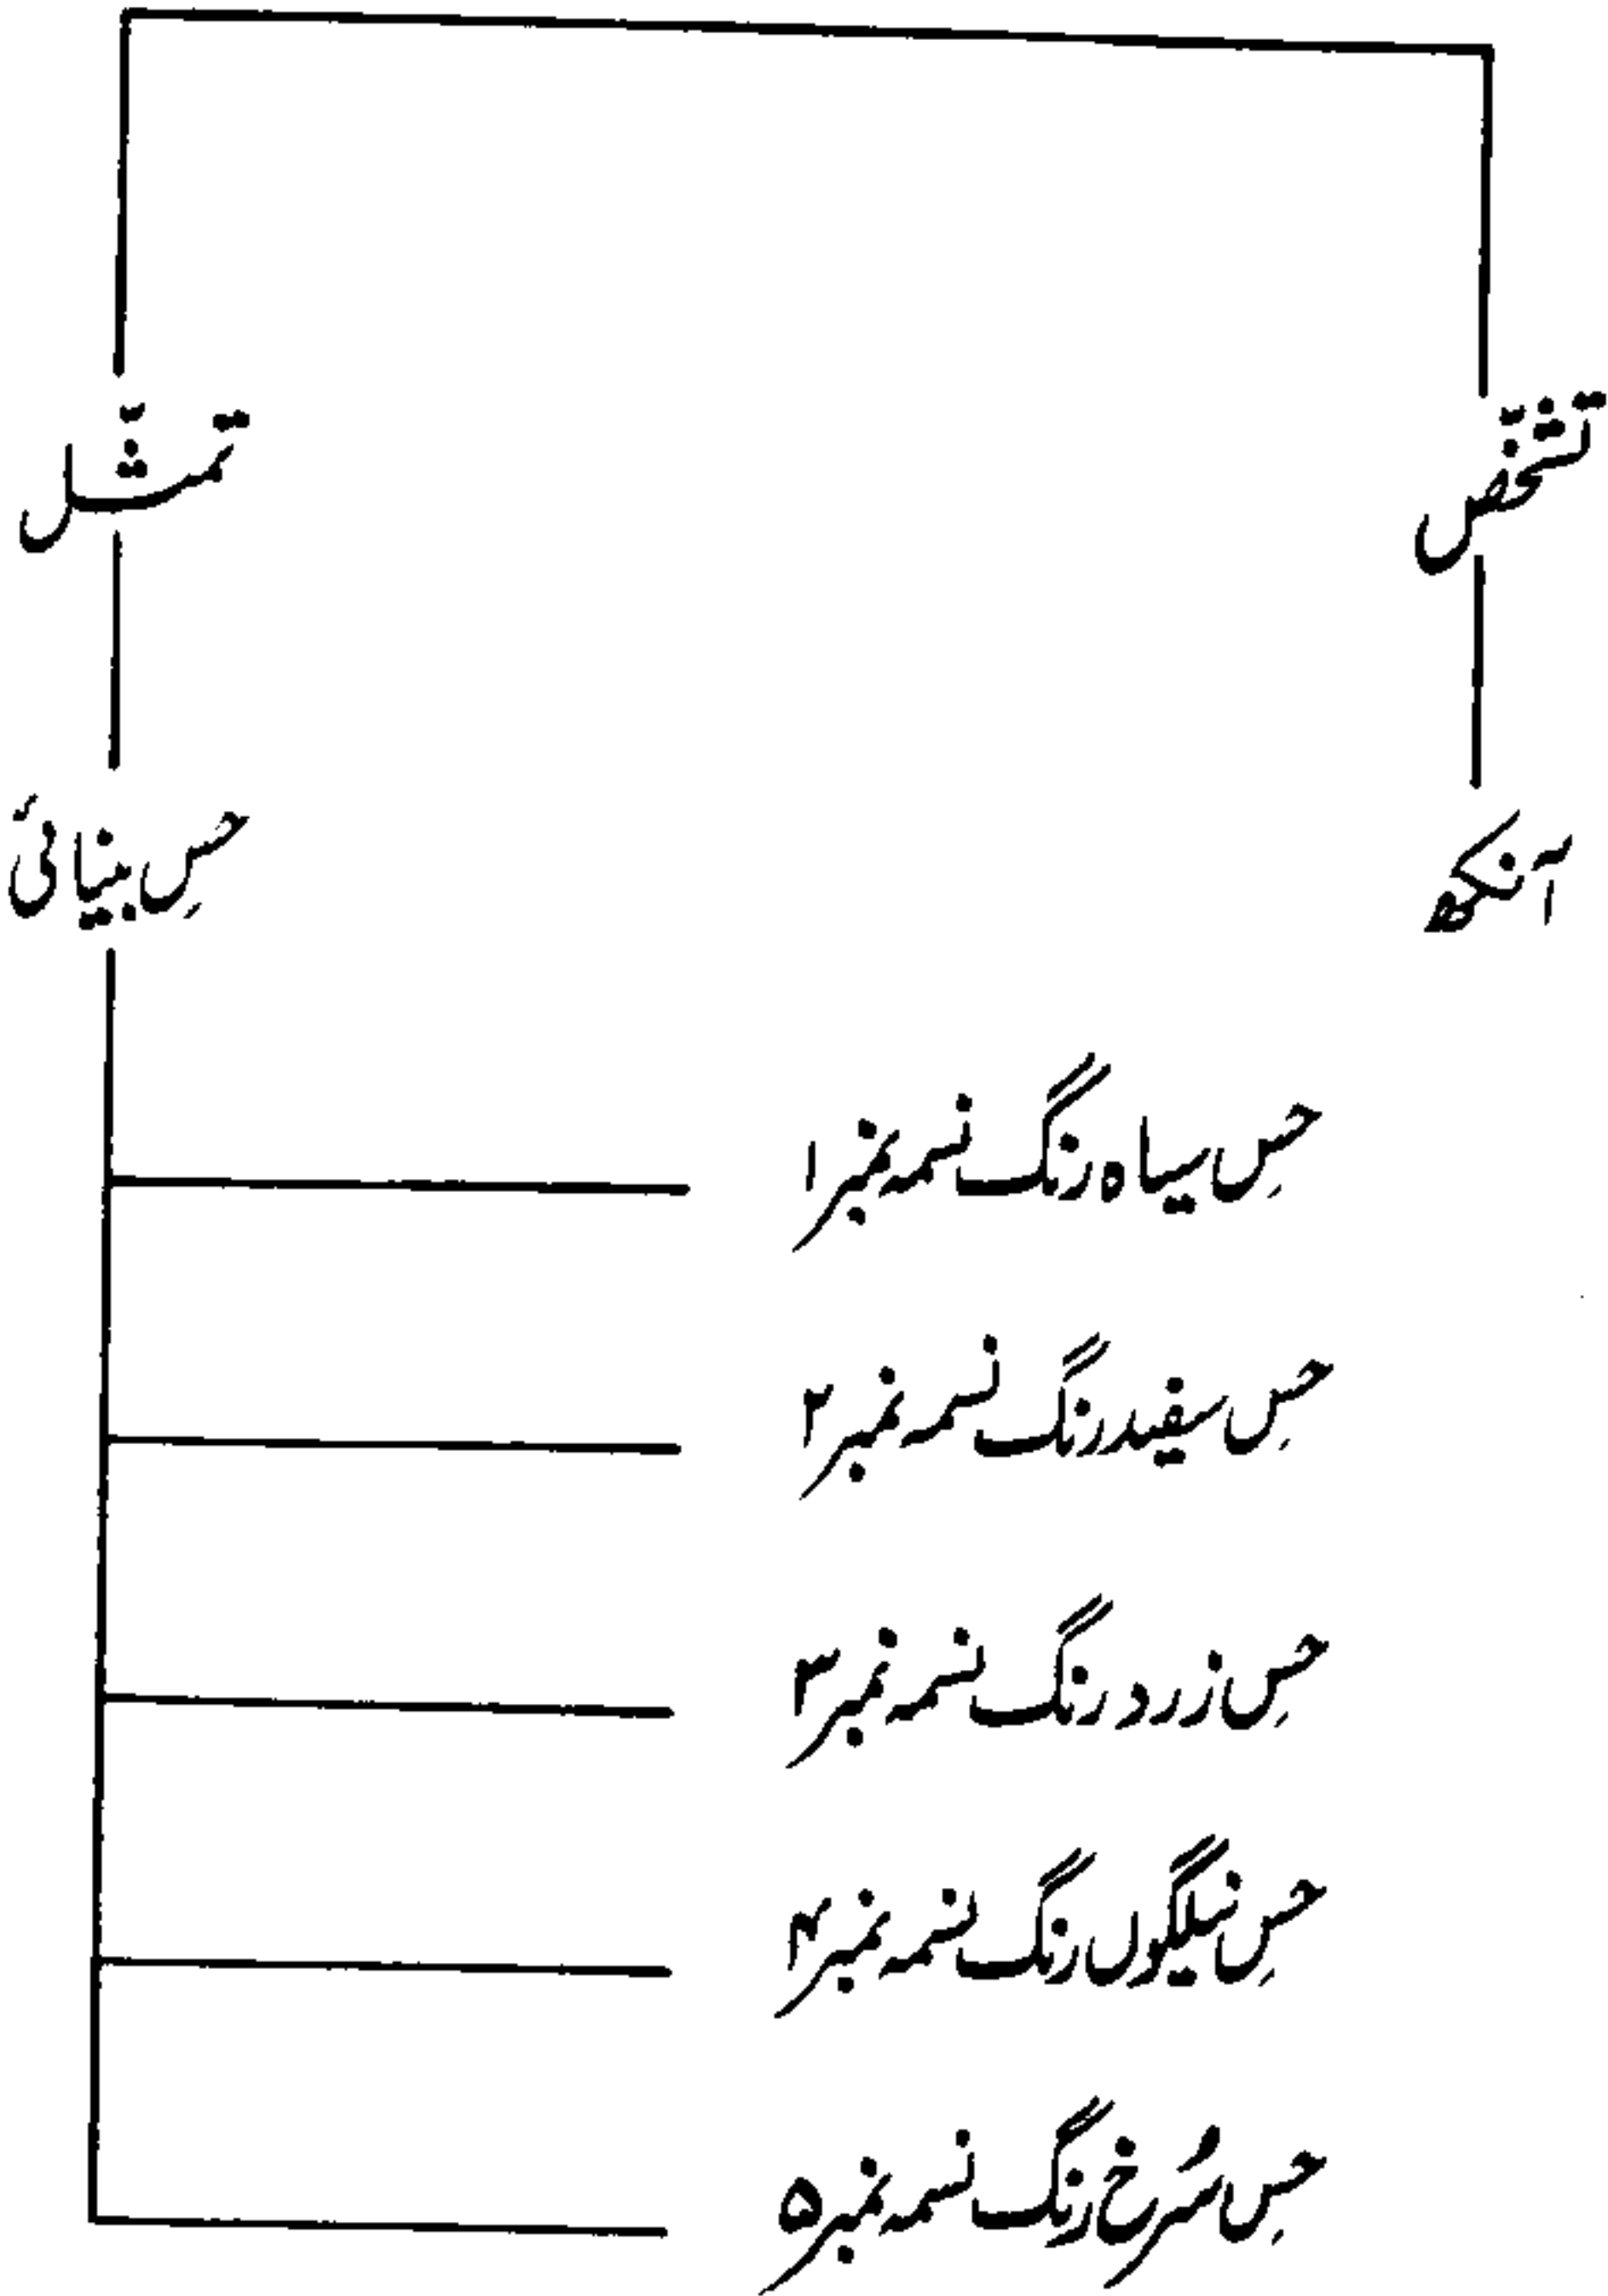 تشخّص
تمثّل
آنکھ
حسِ بینائی
حسِ سیاہ رنگ نسمہ نمبر ۱
حسِ سفید رنگ نسمہ نمبر ۲
حسِ زرد رنگ نسمہ نمبر ۳
حسِ نیلگوں رنگ نسمہ نمبر ۴
حسِ سُرخ رنگ نسمہ نمبر ۵